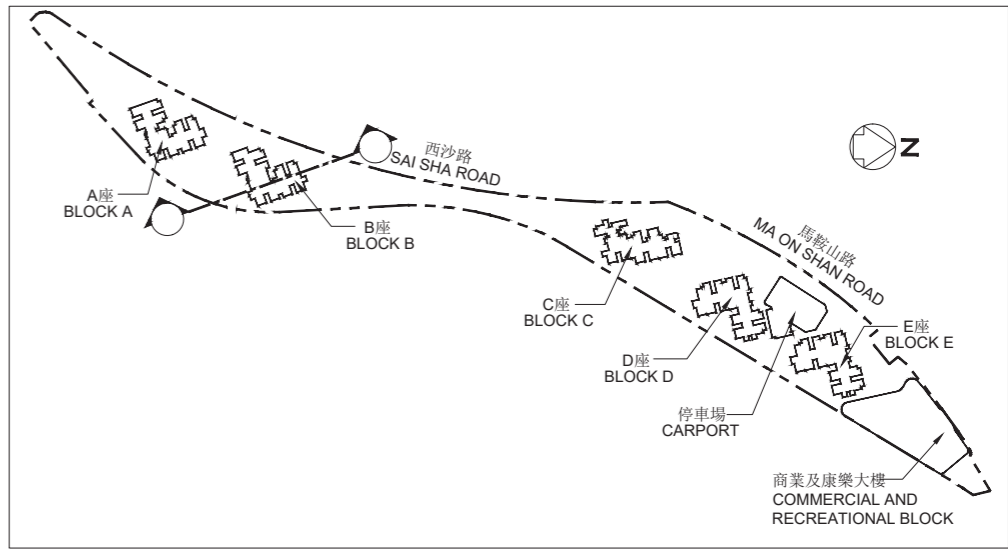 西沙路
SAI SHA ROAD
N
A座
BLOCK A
B座
BLOCK B
馬鞍山路
MA ON SHAN ROAD
C座
BLOCK C
E座
BLOCK E
D座
BLOCK D
停車場
CARPORT
商業及康樂大樓
COMMERCIAL AND
RECREATIONAL BLOCK